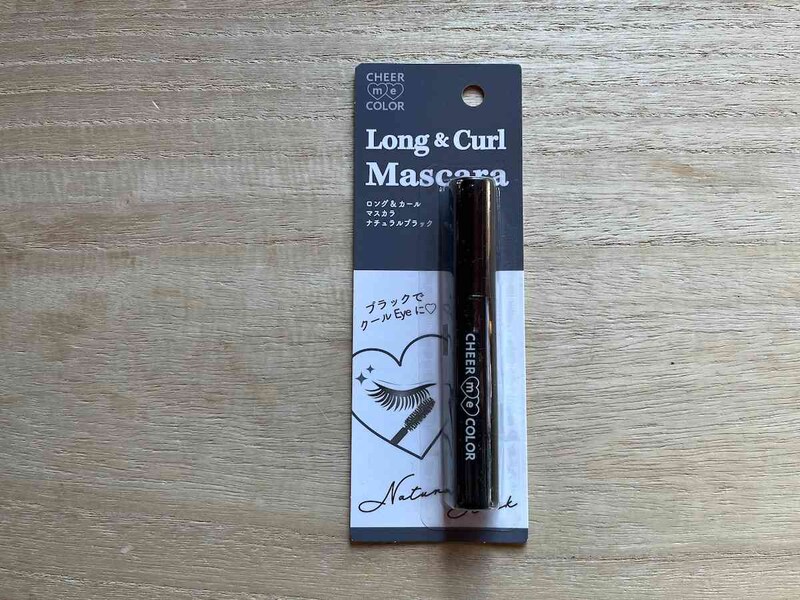 CHEER
me
COLOR
Long & Curl
Mascara
ロング&カール
マスカラ
ナチュラルブラック
ブラックで
クールEyeに♡
CHEER me COLOR